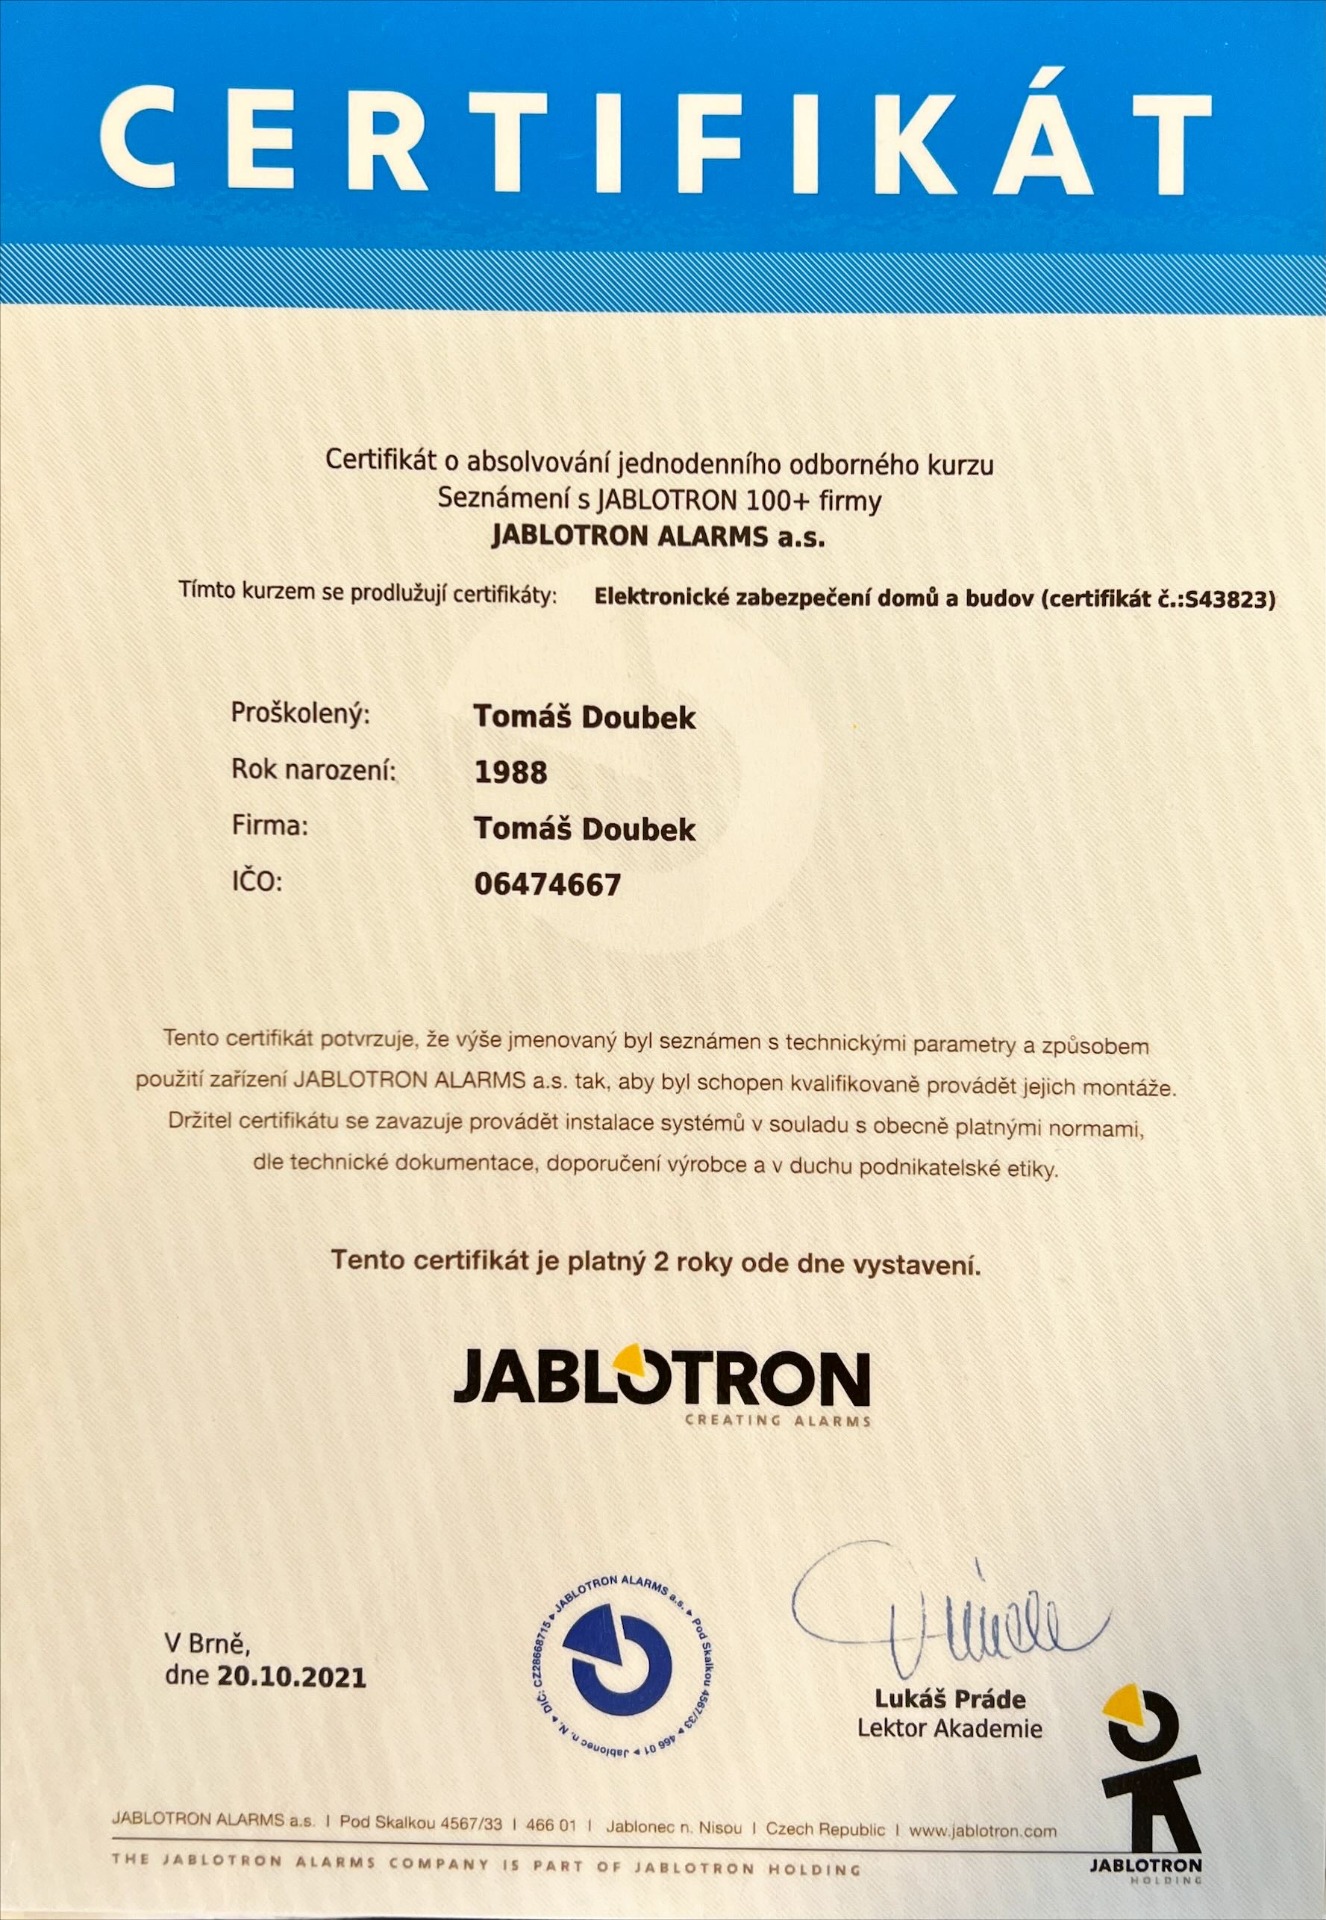 CERTIFIKÁT
Certifikát o absolvování jednodenního odborného kurzu
Seznámení s JABLOTRON 100+ firmy
JABLOTRON ALARMS a.s.
Tímto kurzem se prodlužují certifikáty: Elektronické zabezpečení domů a budov (certifikát č.:S43823)
Proškolený: Tomáš Doubek
Rok narození: 1988
Firma: Tomáš Doubek
IČO: 06474667
Tento certifikát potvrzuje, že výše jmenovaný byl seznámen s technickými parametry a způsobem
použití zařízení JABLOTRON ALARMS a.s. tak, aby byl schopen kvalifikovaně provádět jejich montáže.
Držitel certifikátu se zavazuje provádět instalace systémů v souladu s obecně platnými normami,
dle technické dokumentace, doporučení výrobce a v duchu podnikatelské etiky.
Tento certifikát je platný 2 roky ode dne vystavení.
JABLOTRON
CREATING ALARMS
V Brně,
dne 20.10.2021
JABLOTRON ALARMS a.s. ▸ Pod Skalkou 4567/33 ▸ 466 01 ▸ Jablonec n. N. ▸ DIČ: CZ28668715 ▸
Lukáš Práde
Lektor Akademie
JABLOTRON ALARMS a.s. I Pod Skalkou 4567/33 I 466 01 I Jablonec n. Nisou I Czech Republic I www.jablotron.com
THE JABLOTRON ALARMS COMPANY IS PART OF JABLOTRON HOLDING
JABLOTRON
HOLDING